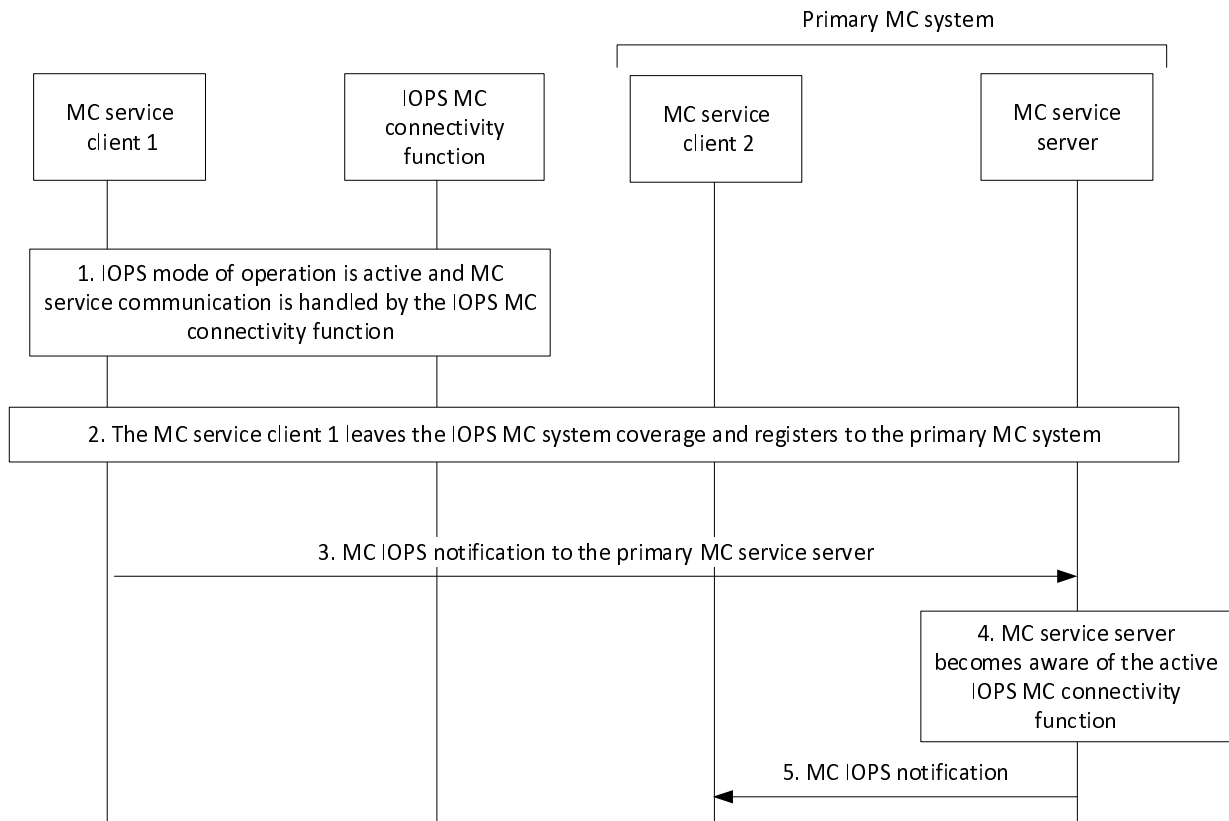 Primary MC system
MC service
client 1
IOPS MC
connectivity
function
MC service
client 2
MC service
server
1. IOPS mode of operation is active and MC
service communication is handled by the IOPS MC
connectivity function
2. The MC service client 1 leaves the IOPS MC system coverage and registers to the primary MC system
3. MC IOPS notification to the primary MC service server
4. MC service server
becomes aware of the active
IOPS MC connectivity
function
5. MC IOPS notification